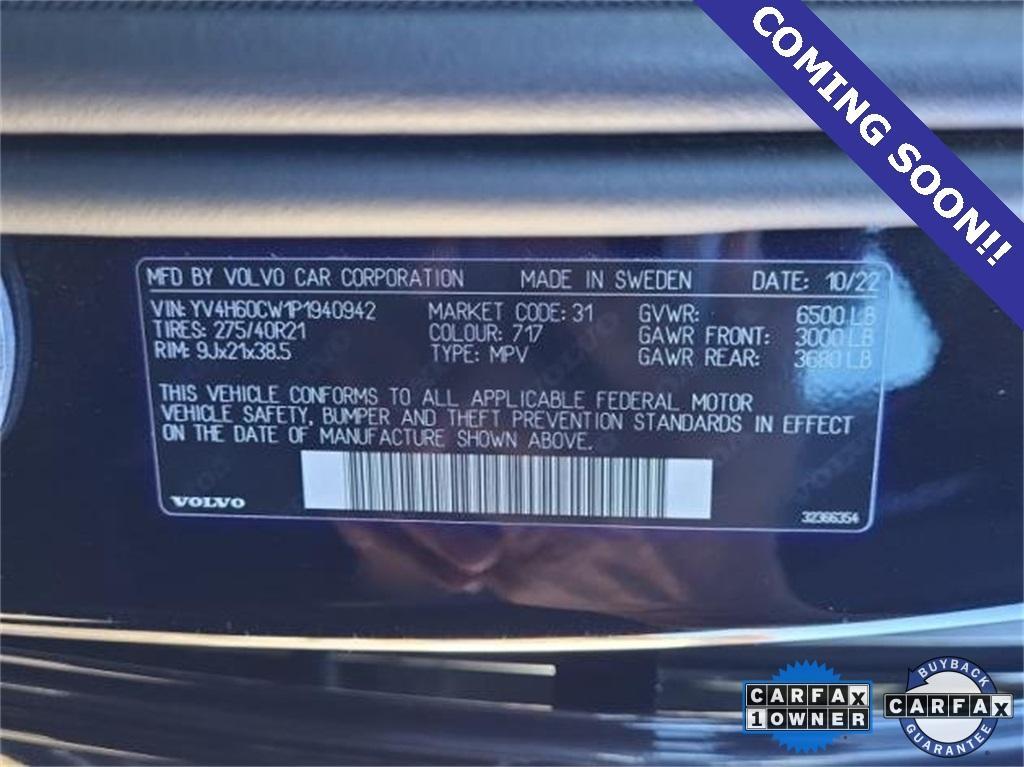 COMING SOON!!
MFD BY VOLVO CAR CORPORATION MADE IN SWEDEN DATE: 10/22
VIN: YV4H60CW1P1940942 MARKET CODE: 31 GVWR: 6500 LB
TIRES: 275/40R21 COLOUR: 717 GAWR FRONT: 3000 LB
RIM: 9Jx21x38.5 TYPE: MPV GAWR REAR: 3680 LB
THIS VEHICLE CONFORMS TO ALL APPLICABLE FEDERAL MOTOR
VEHICLE SAFETY, BUMPER AND THEFT PREVENTION STANDARDS IN EFFECT
ON THE DATE OF MANUFACTURE SHOWN ABOVE.
VOLVO 32366354
CARFAX
1 OWNER
BUYBACK
CARFAX
GUARANTEE